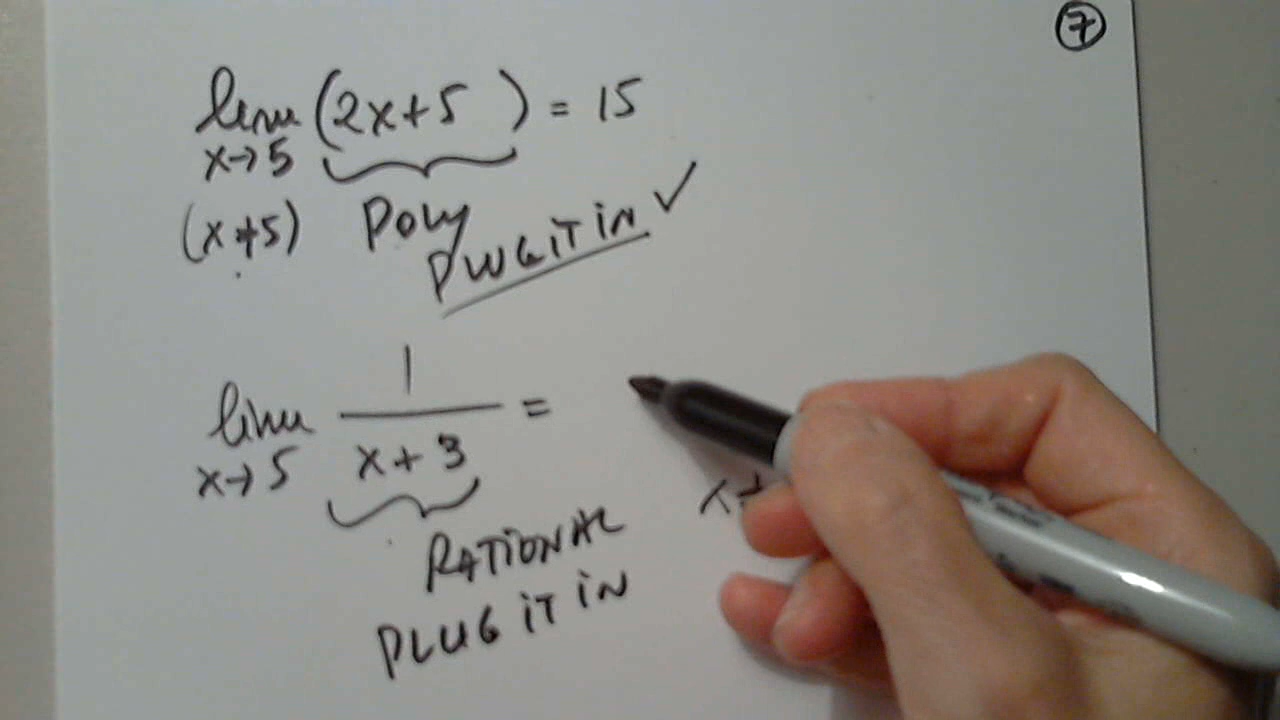 7
lim (2x+5) = 15
x→5
(x≠5) POLY
PLUG IT IN ✓
lim 1/(x+3) =
x→5
RATIONAL
PLUG IT IN